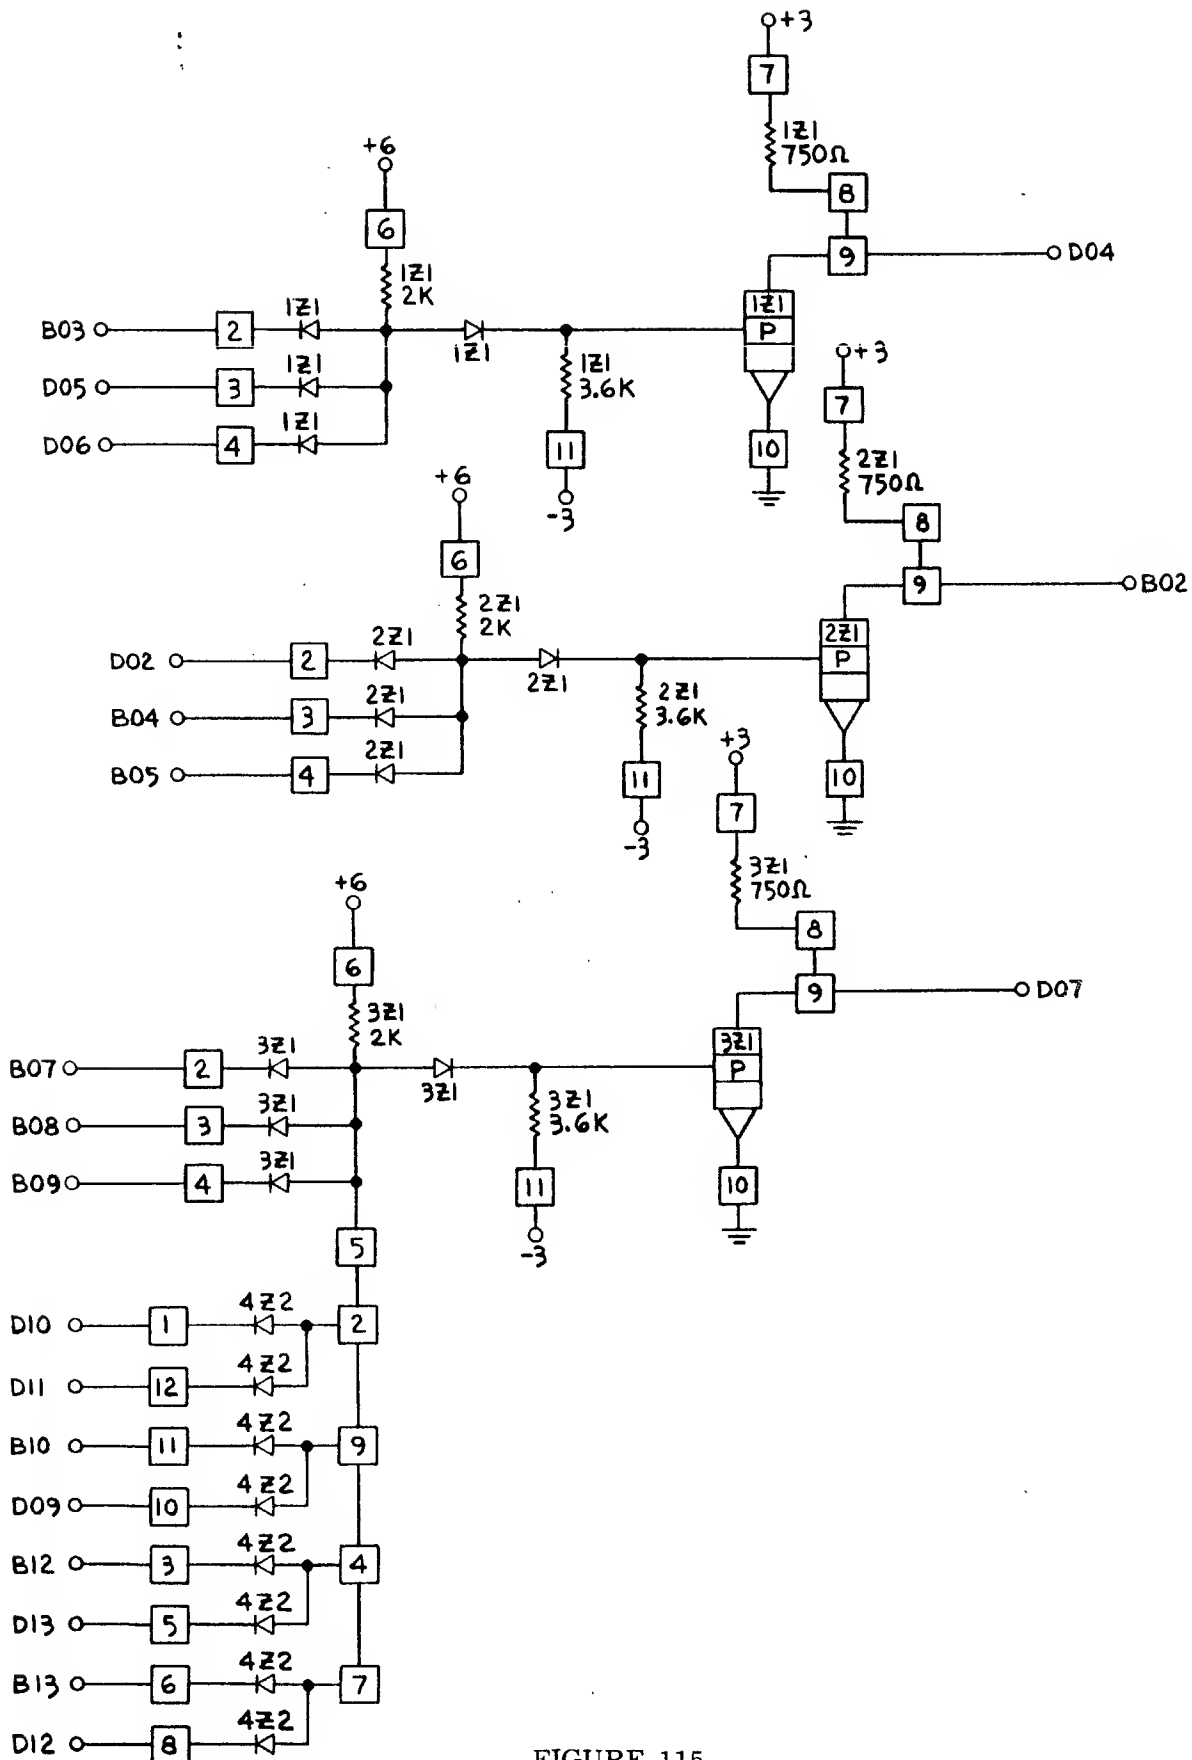 +3
7
1Z1
750Ω
8
9
D04
+6
6
1Z1
2K
B03
2
1Z1
1Z1
1Z1
P
D05
3
1Z1
1Z1
3.6K
D06
4
1Z1
11
-3
10
+3
7
2Z1
750Ω
8
9
B02
+6
6
2Z1
2K
D02
2
2Z1
2Z1
2Z1
P
B04
3
2Z1
2Z1
3.6K
B05
4
2Z1
11
-3
10
+3
7
3Z1
750Ω
8
9
D07
+6
6
3Z1
2K
B07
2
3Z1
3Z1
3Z1
P
B08
3
3Z1
3Z1
3.6K
B09
4
3Z1
11
-3
10
5
D10
1
4Z2
2
D11
12
4Z2
B10
11
4Z2
9
D09
10
4Z2
B12
3
4Z2
4
D13
5
4Z2
B13
6
4Z2
7
D12
8
4Z2
FIGURE 115